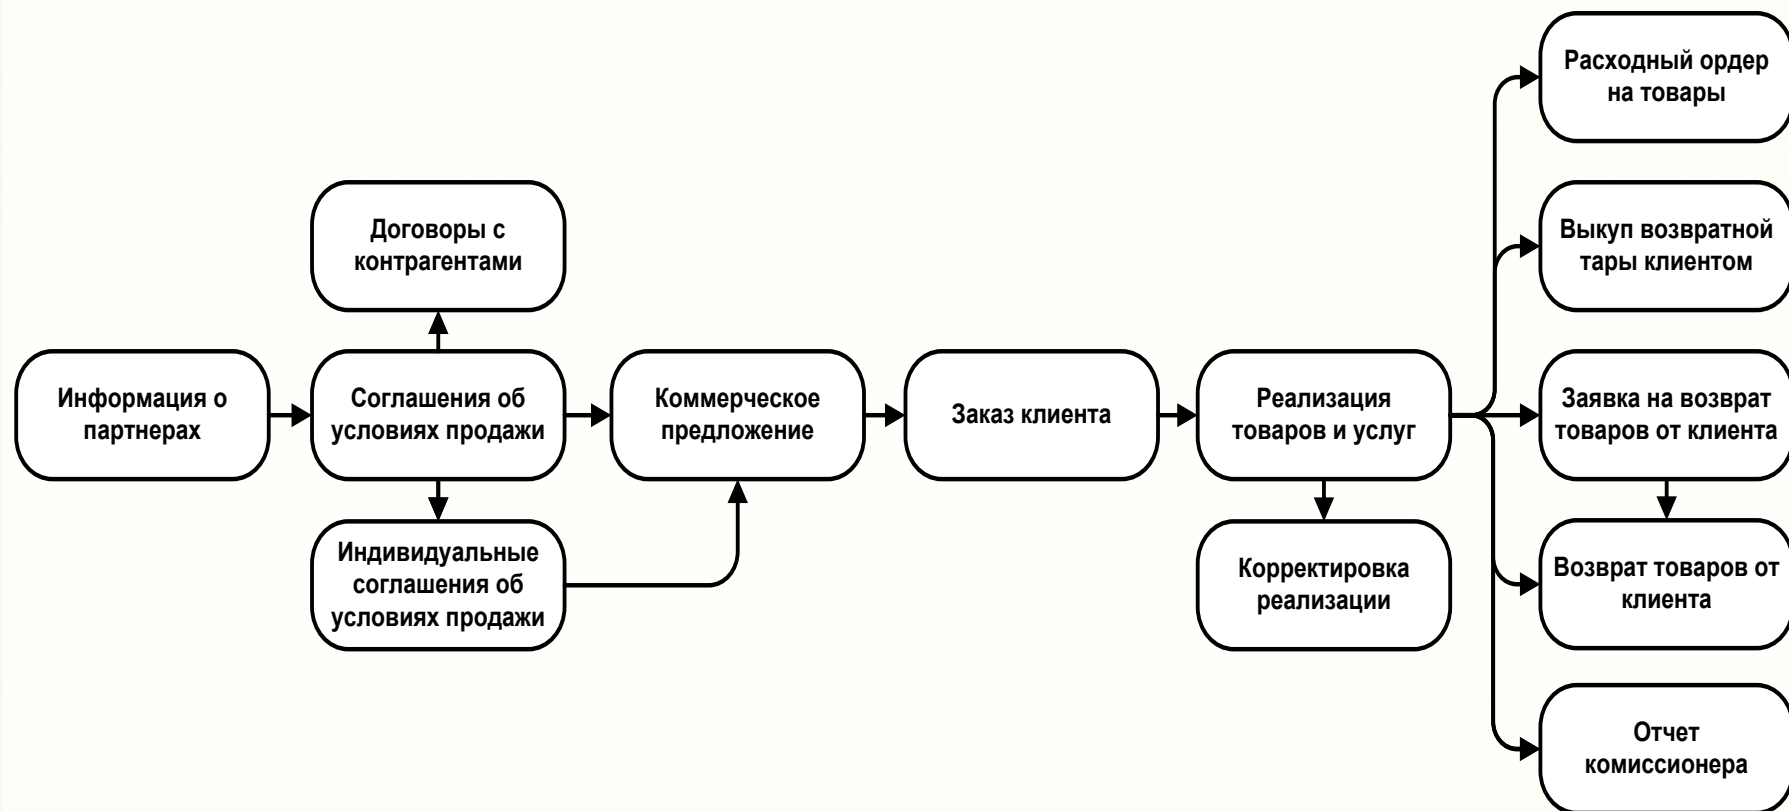 Расходный ордер
на товары
Договоры с
контрагентами
Выкуп возвратной
тары клиентом
Информация о
партнерах
Соглашения об
условиях продажи
Коммерческое
предложение
Заказ клиента
Реализация
товаров и услуг
Заявка на возврат
товаров от клиента
Индивидуальные
соглашения об
условиях продажи
Корректировка
реализации
Возврат товаров от
клиента
Отчет
комиссионера